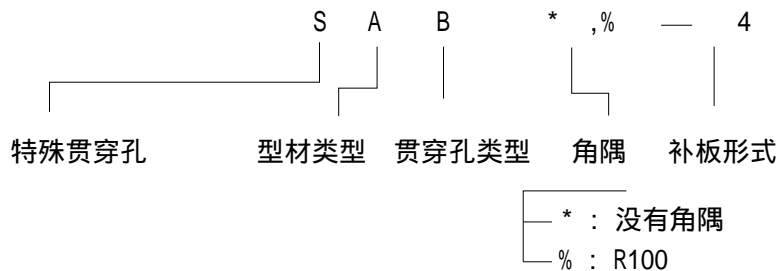 S A B * ,% — 4
特殊贯穿孔 型材类型 贯穿孔类型 角隅 补板形式
* : 没有角隅
% : R100